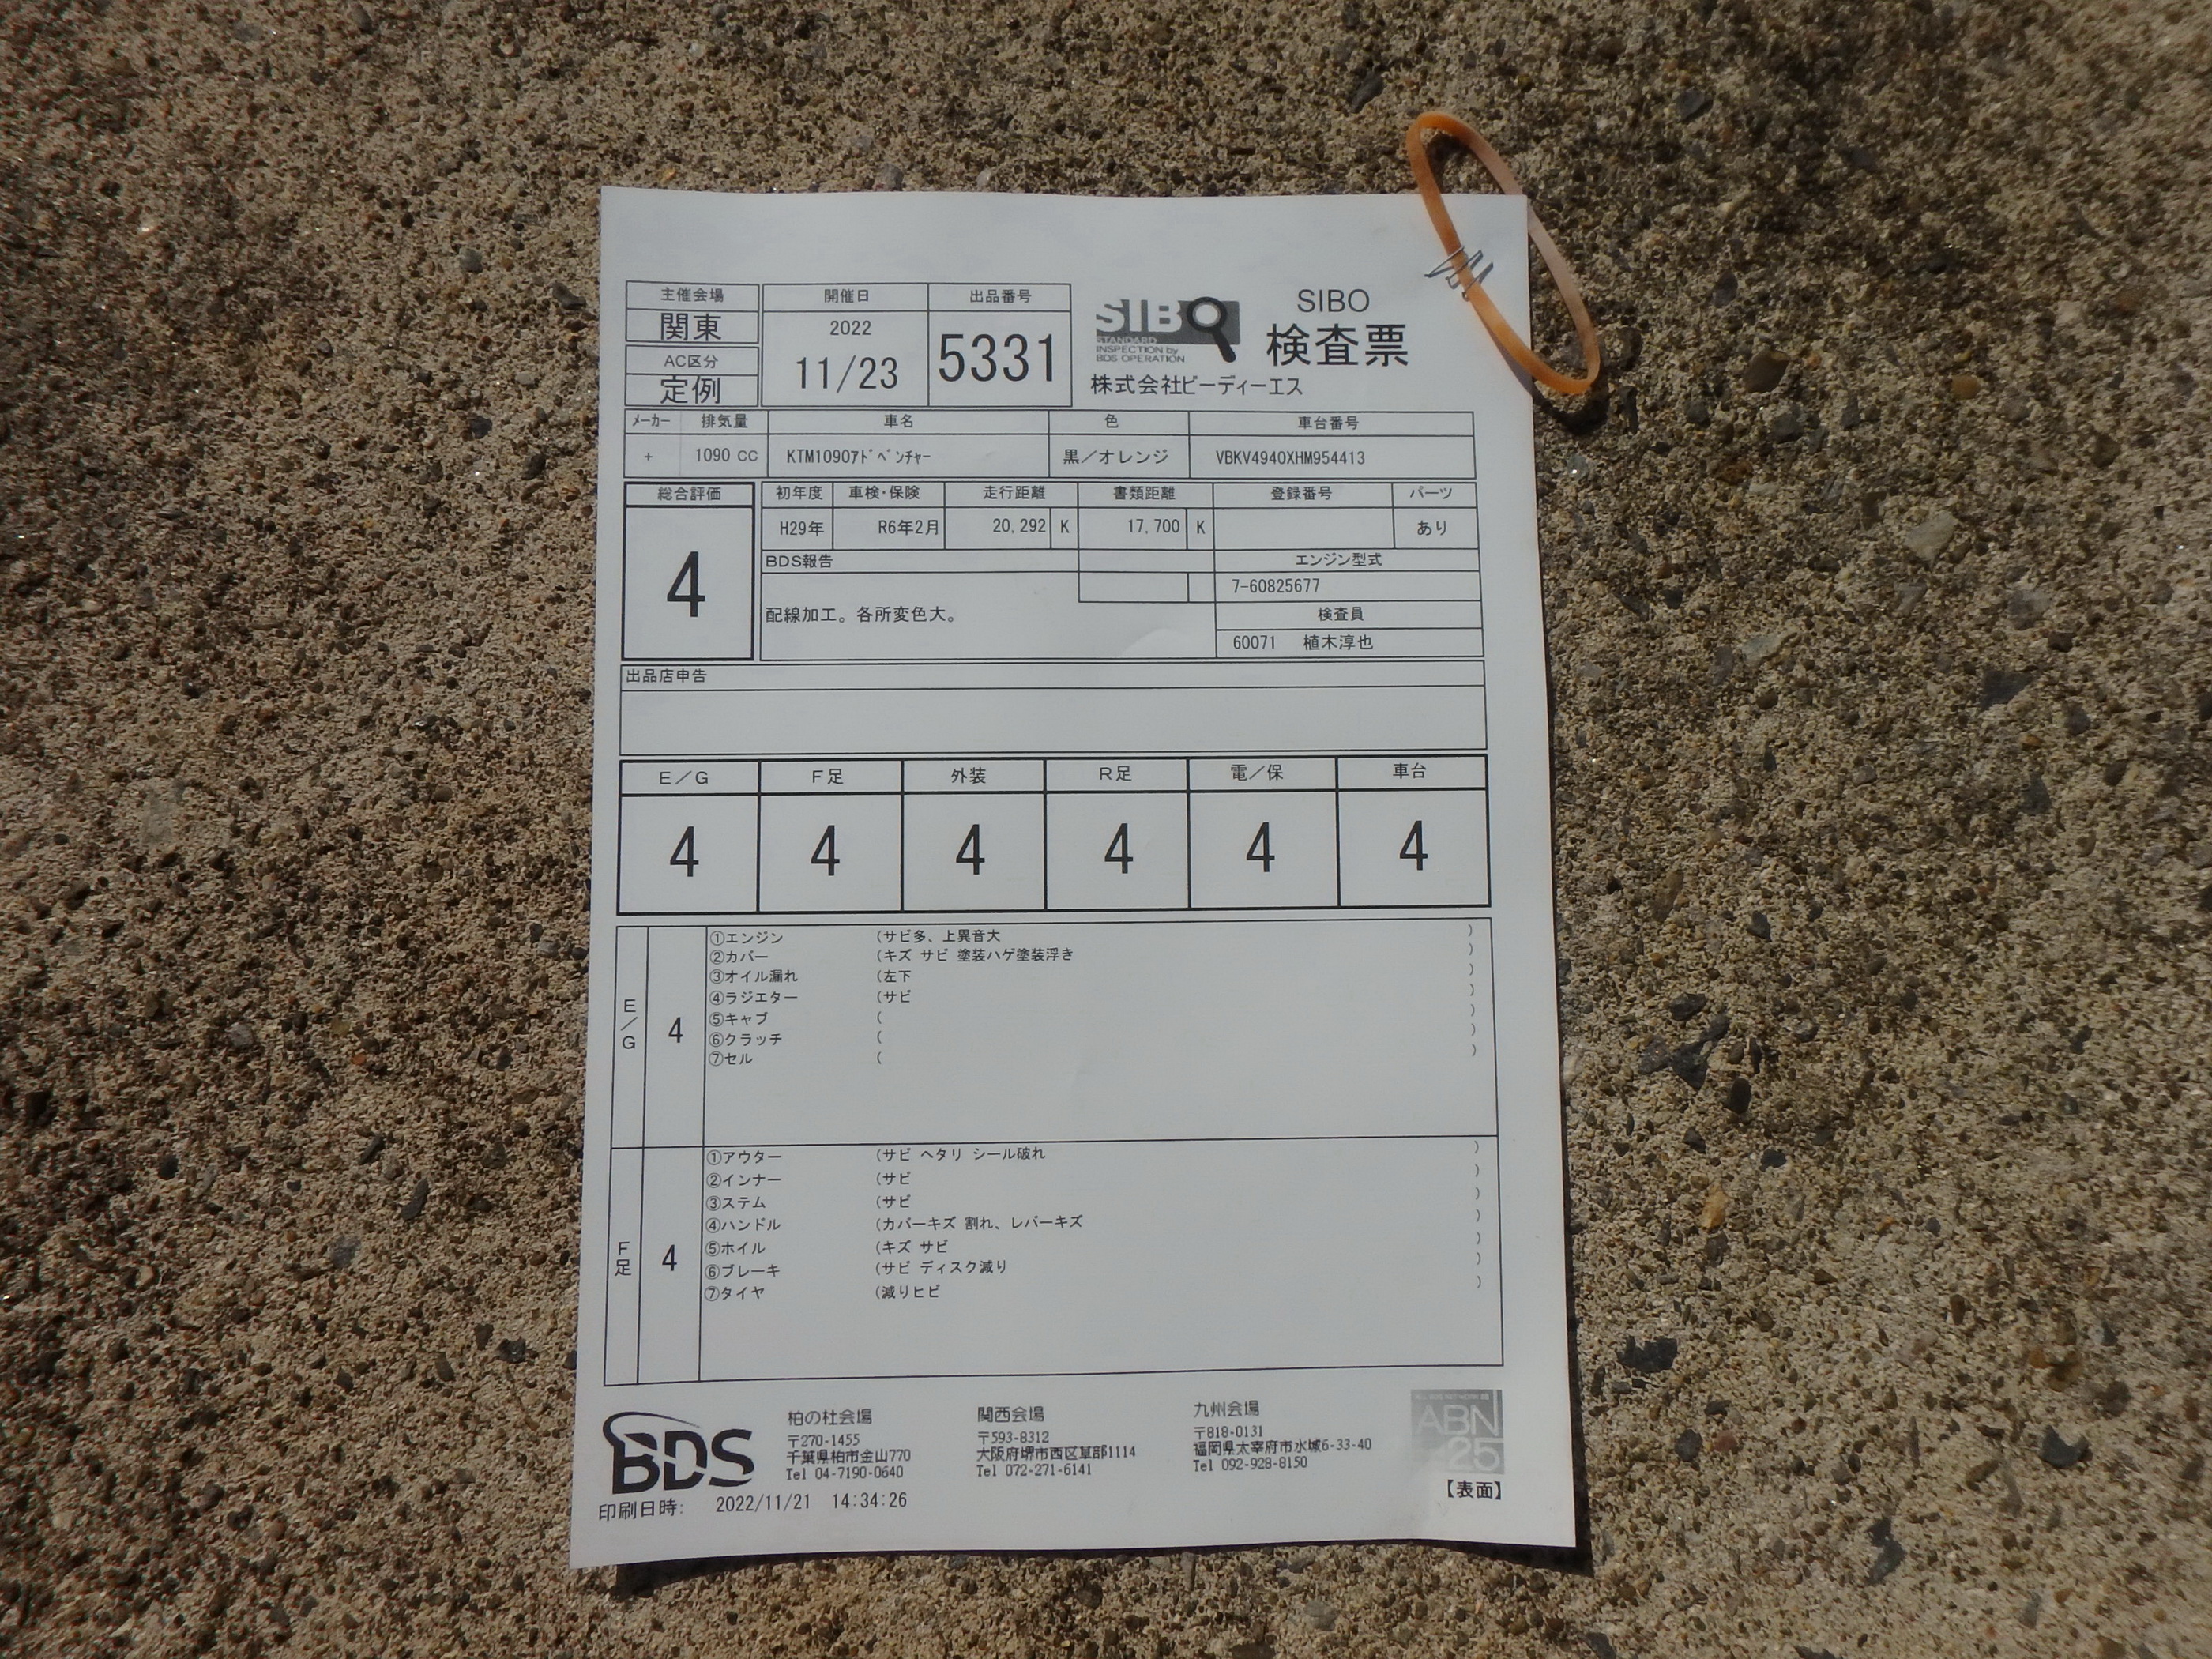 主催会場
関東
AC区分
定例
開催日
2022
11/23
出品番号
5331
SIBO
STANDARD
INSPECTION by
BDS OPERATION
SIBO
検査票
株式会社ビーディーエス
ﾒｰｶｰ 排気量 車名 色 車台番号
+ 1090 CC KTM1090ｱﾄﾞﾍﾞﾝﾁｬｰ 黒／オレンジ VBKV4940XHM954413
総合評価
4
初年度 車検・保険 走行距離 書類距離 登録番号 パーツ
H29年 R6年2月 20,292 K 17,700 K あり
BDS報告 エンジン型式
7-60825677
配線加工。各所変色大。
検査員
60071 植木淳也
出品店申告
E／G F足 外装 R足 電／保 車台
4 4 4 4 4 4
E／G 4
①エンジン (サビ多、上異音大 )
②カバー (キズ サビ 塗装ハゲ塗装浮き )
③オイル漏れ (左下 )
④ラジエター (サビ )
⑤キャブ ( )
⑥クラッチ ( )
⑦セル ( )
F足 4
①アウター (サビ ヘタリ シール破れ )
②インナー (サビ )
③ステム (サビ )
④ハンドル (カバーキズ 割れ、レバーキズ )
⑤ホイル (キズ サビ )
⑥ブレーキ (サビ ディスク減り )
⑦タイヤ (減りヒビ )
BDS
柏の杜会場
〒270-1455
千葉県柏市金山770
Tel 04-7190-0640
関西会場
〒593-8312
大阪府堺市西区草部1114
Tel 072-271-6141
九州会場
〒818-0131
福岡県太宰府市水城6-33-40
Tel 092-928-8150
ABN
25
【表面】
印刷日時: 2022/11/21 14:34:26